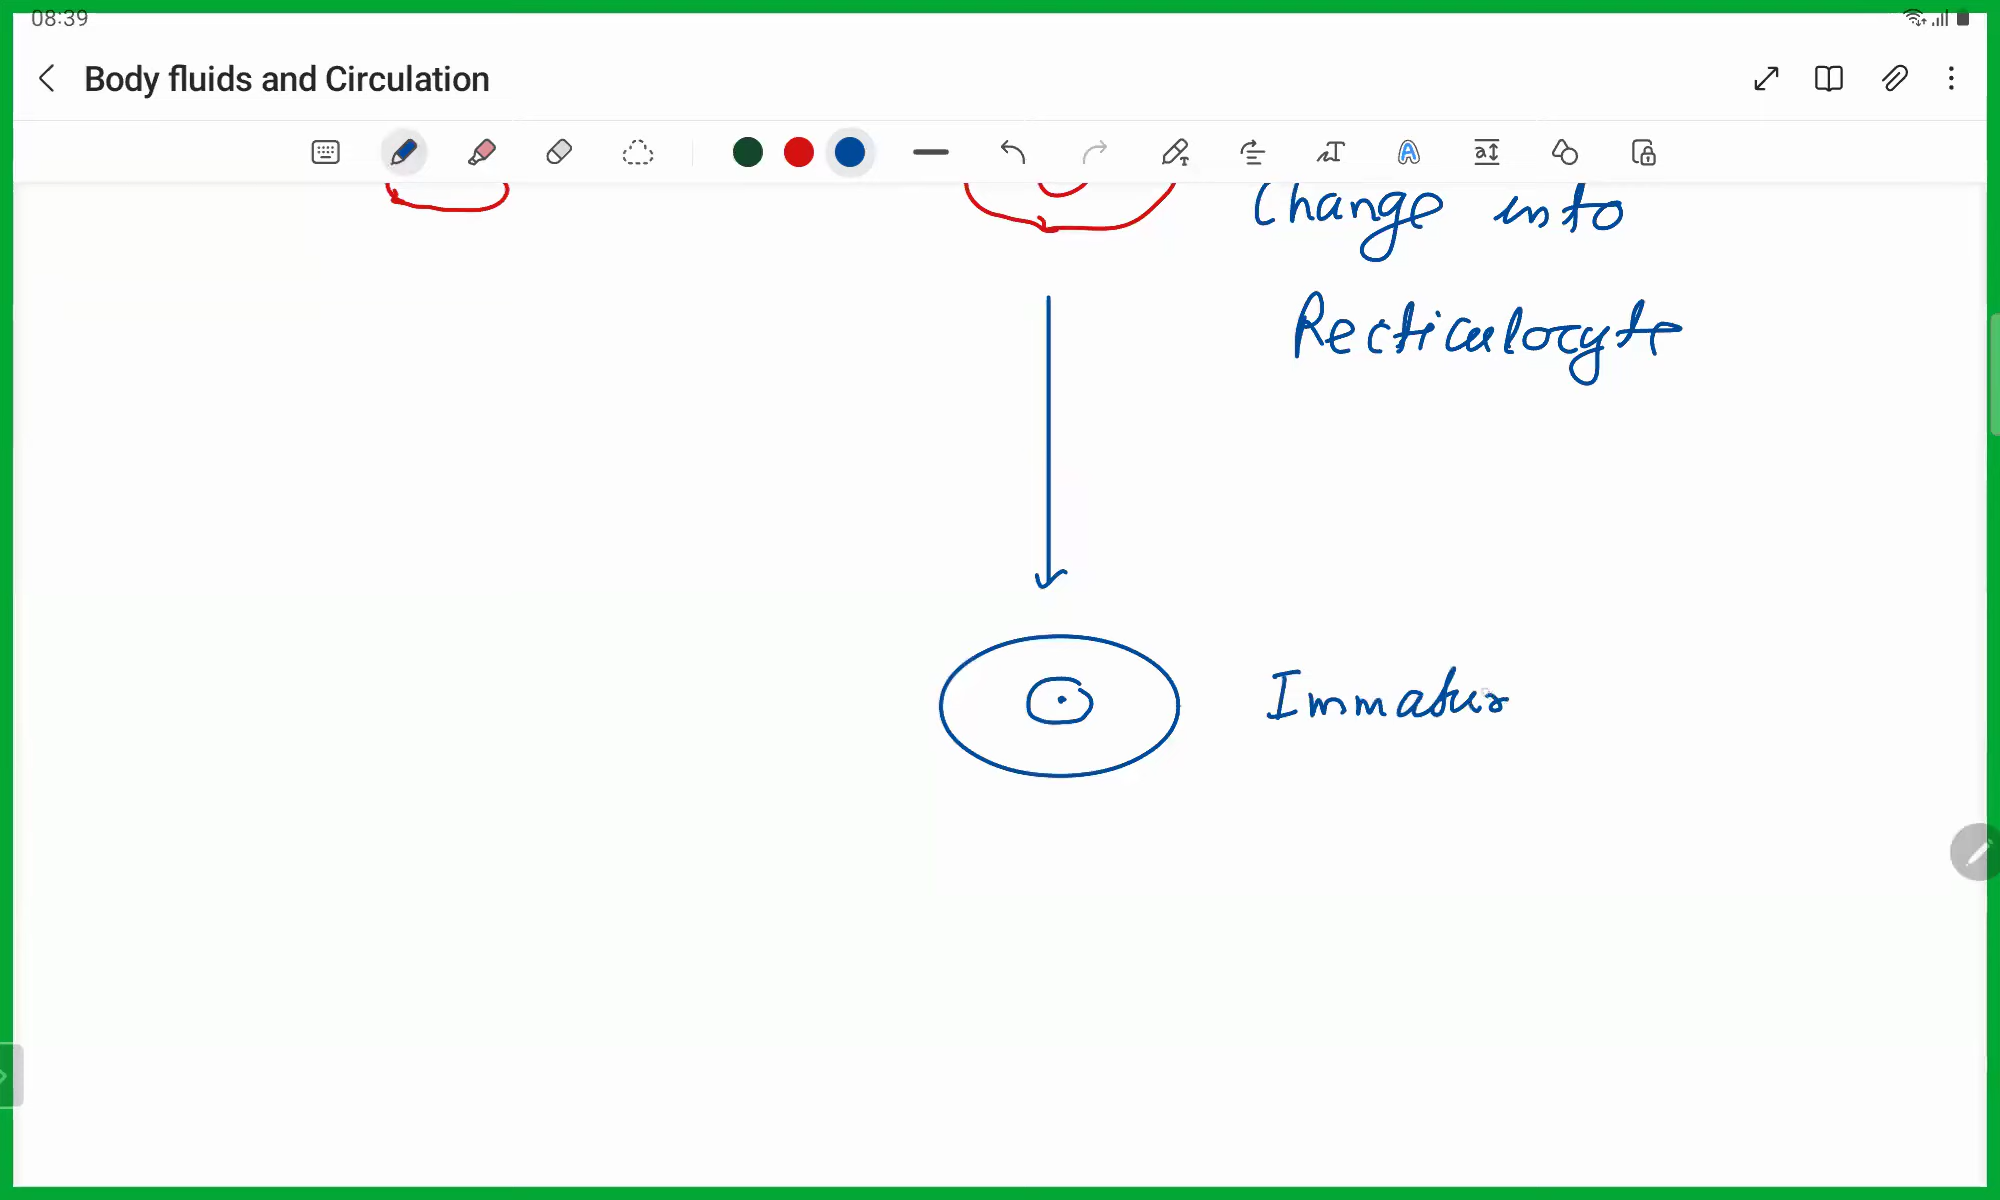 08:39
Body fluids and Circulation
Change into
Recticulocyte
Immatur